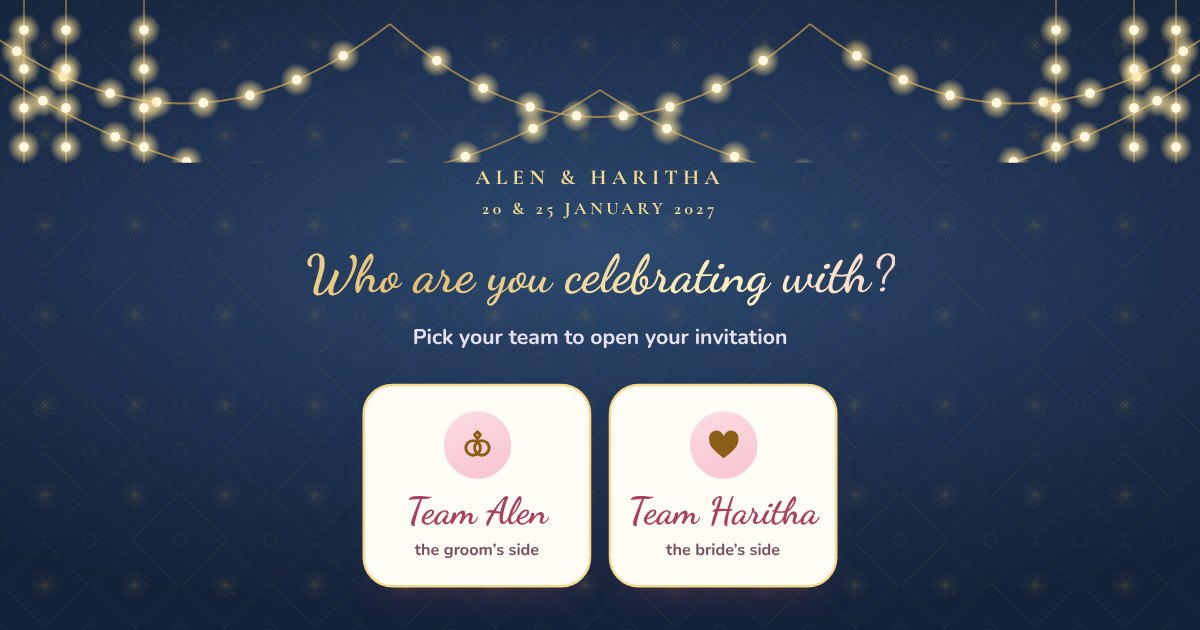 ALEN & HARITHA
20 & 25 JANUARY 2027
Who are you celebrating with?
Pick your team to open your invitation
Team Alen
the groom’s side
Team Haritha
the bride’s side